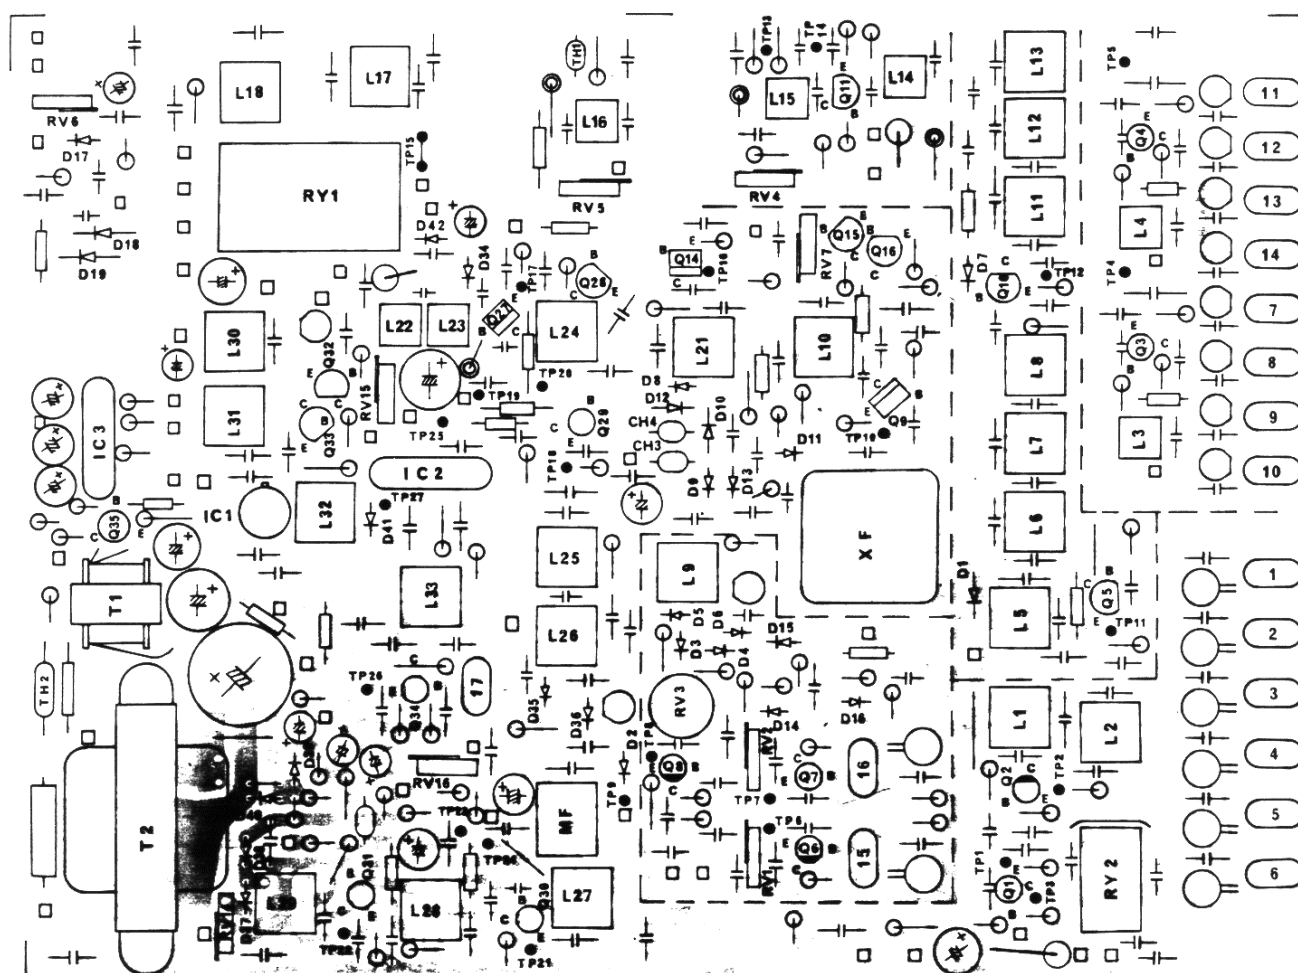 TP13
TP14
TH1
L13
TP5
L17
L14
L18
L15
E
Q11
C
B
11
RV6
L16
L12
Q4
E
C
B
12
D17
TP15
RY1
RV5
RV4
L11
13
L4
D42
D34
D18
D19
B
Q15
E
Q16
C
B
E
Q14
TP16
RV7
14
D7
TP12
TP4
TP17
B
Q28
C
E
Q10
B
7
L30
L22
L23
Q27
E
B
C
L24
L21
L10
Q32
E
Q3
E
C
B
8
L8
RV15
TP19
TP20
D8
D12
D10
C
B
E
Q9
L31
C
Q33
E
TP25
B
C
Q29
E
CH4
CH3
D11
TP10
L7
L3
9
IC3
IC2
TP18
D9
D13
10
IC1
L32
TP27
D41
XF
L6
B
Q35
C
E
L25
T1
L33
L9
D1
B
C
Q5
E
1
L26
D5
D6
D3
D4
D15
L5
TP11
2
TH2
TP26
C
B
Q34
17
D35
D36
RV3
D14
D16
L1
L2
3
D2
TP8
RV2
RV16
Q8
B
E
C
C
Q7
B
E
16
Q2
C
B
E
TP2
4
T2
MF
TP9
TP7
TP6
5
RV1
C
Q6
B
E
15
TP1
RY2
Q31
L28
L27
Q30
B
C
E
TP21
E
Q1
C
B
TP3
6